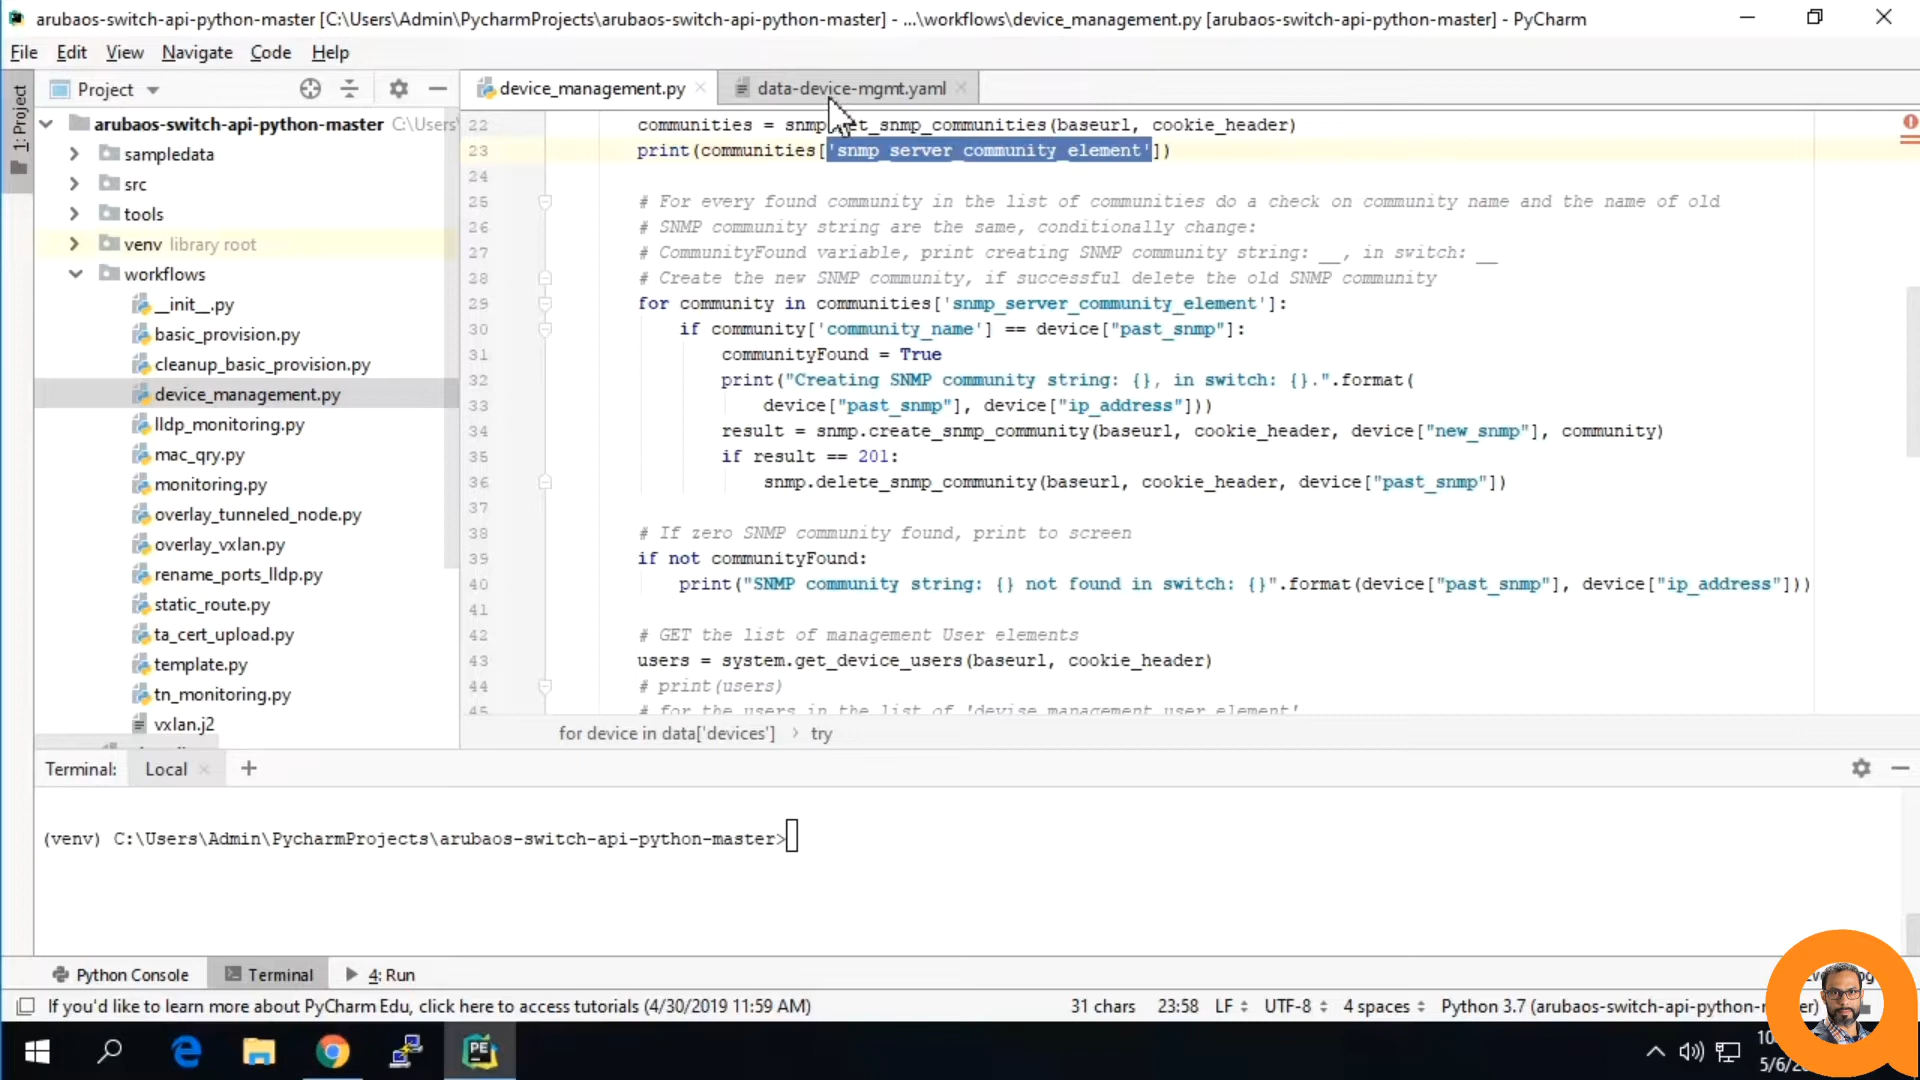 arubaos-switch-api-python-master [C:\Users\Admin\PycharmProjects\arubaos-switch-api-python-master] - ...\workflows\device_management.py [arubaos-switch-api-python-master] - PyCharm
File Edit View Navigate Code Help
1: Project
Project
arubaos-switch-api-python-master C:\Users\
sampledata
src
tools
venv library root
workflows
__init__.py
basic_provision.py
cleanup_basic_provision.py
device_management.py
lldp_monitoring.py
mac_qry.py
monitoring.py
overlay_tunneled_node.py
overlay_vxlan.py
rename_ports_lldp.py
static_route.py
ta_cert_upload.py
template.py
tn_monitoring.py
vxlan.j2
device_management.py data-device-mgmt.yaml
22 communities = snmp t_snmp_communities(baseurl, cookie_header)
23 print(communities['snmp_server_community_element'])
24
25 # For every found community in the list of communities do a check on community name and the name of old
26 # SNMP community string are the same, conditionally change:
27 # CommunityFound variable, print creating SNMP community string: __, in switch: __
28 # Create the new SNMP community, if successful delete the old SNMP community
29 for community in communities['snmp_server_community_element']:
30 if community['community_name'] == device["past_snmp"]:
31 communityFound = True
32 print("Creating SNMP community string: {}, in switch: {}.".format(
33 device["past_snmp"], device["ip_address"]))
34 result = snmp.create_snmp_community(baseurl, cookie_header, device["new_snmp"], community)
35 if result == 201:
36 snmp.delete_snmp_community(baseurl, cookie_header, device["past_snmp"])
37
38 # If zero SNMP community found, print to screen
39 if not communityFound:
40 print("SNMP community string: {} not found in switch: {}".format(device["past_snmp"], device["ip_address"]))
41
42 # GET the list of management User elements
43 users = system.get_device_users(baseurl, cookie_header)
44 # print(users)
45 # for the users in the list of 'devise_management_user_element'
for device in data['devices'] › try
Terminal: Local +
(venv) C:\Users\Admin\PycharmProjects\arubaos-switch-api-python-master>
Python Console Terminal 4: Run
If you'd like to learn more about PyCharm Edu, click here to access tutorials (4/30/2019 11:59 AM) 31 chars 23:58 LF UTF-8 4 spaces Python 3.7 (arubaos-switch-api-python-
PE